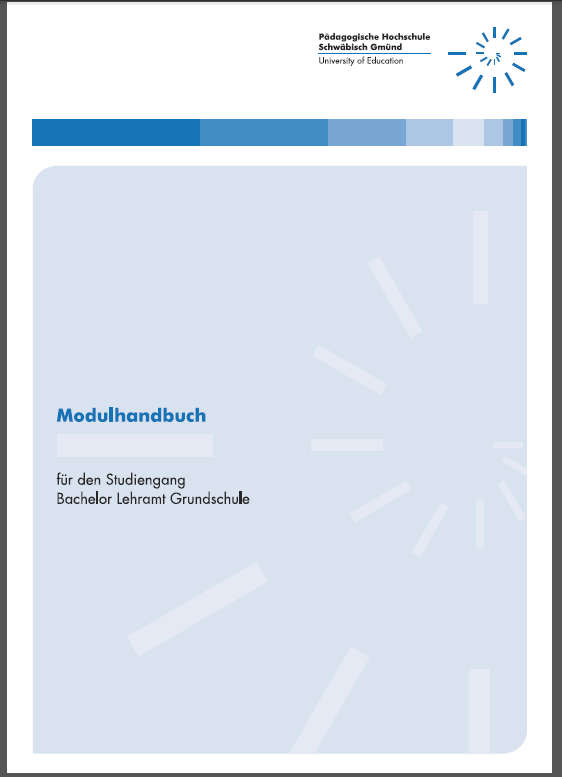 Pädagogische Hochschule
Schwäbisch Gmünd
University of Education
Modulhandbuch
für den Studiengang
Bachelor Lehramt Grundschule